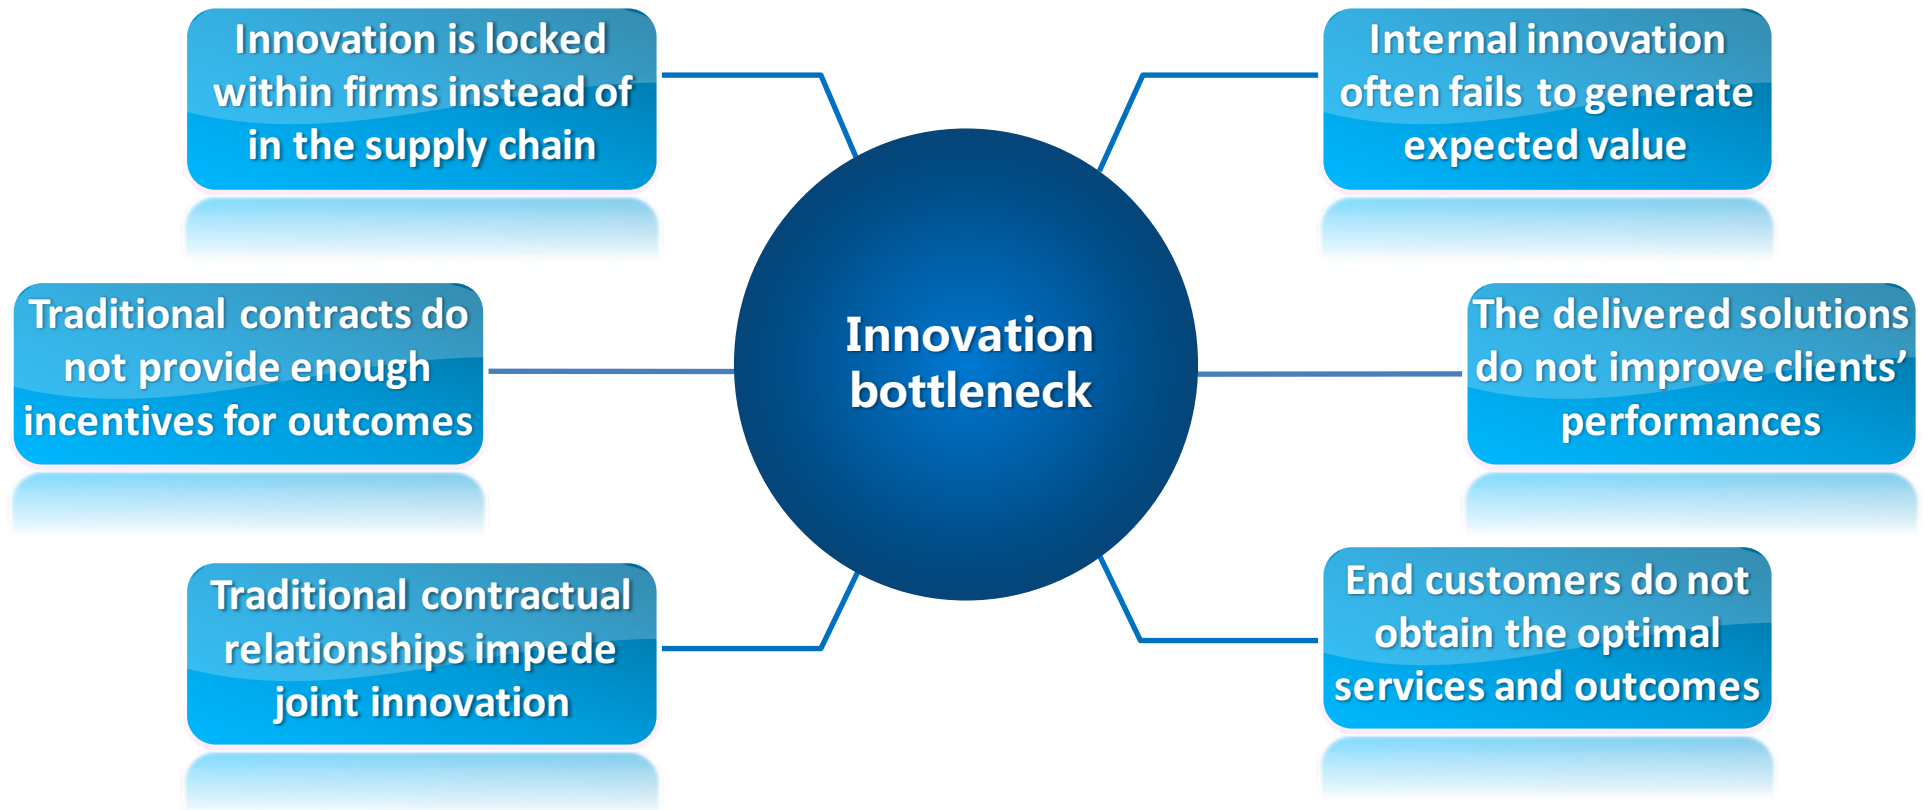 Innovation is locked
within firms instead of
in the supply chain
Internal innovation
often fails to generate
expected value
Traditional contracts do
not provide enough
incentives for outcomes
Innovation
bottleneck
The delivered solutions
do not improve clients’
performances
Traditional contractual
relationships impede
joint innovation
End customers do not
obtain the optimal
services and outcomes